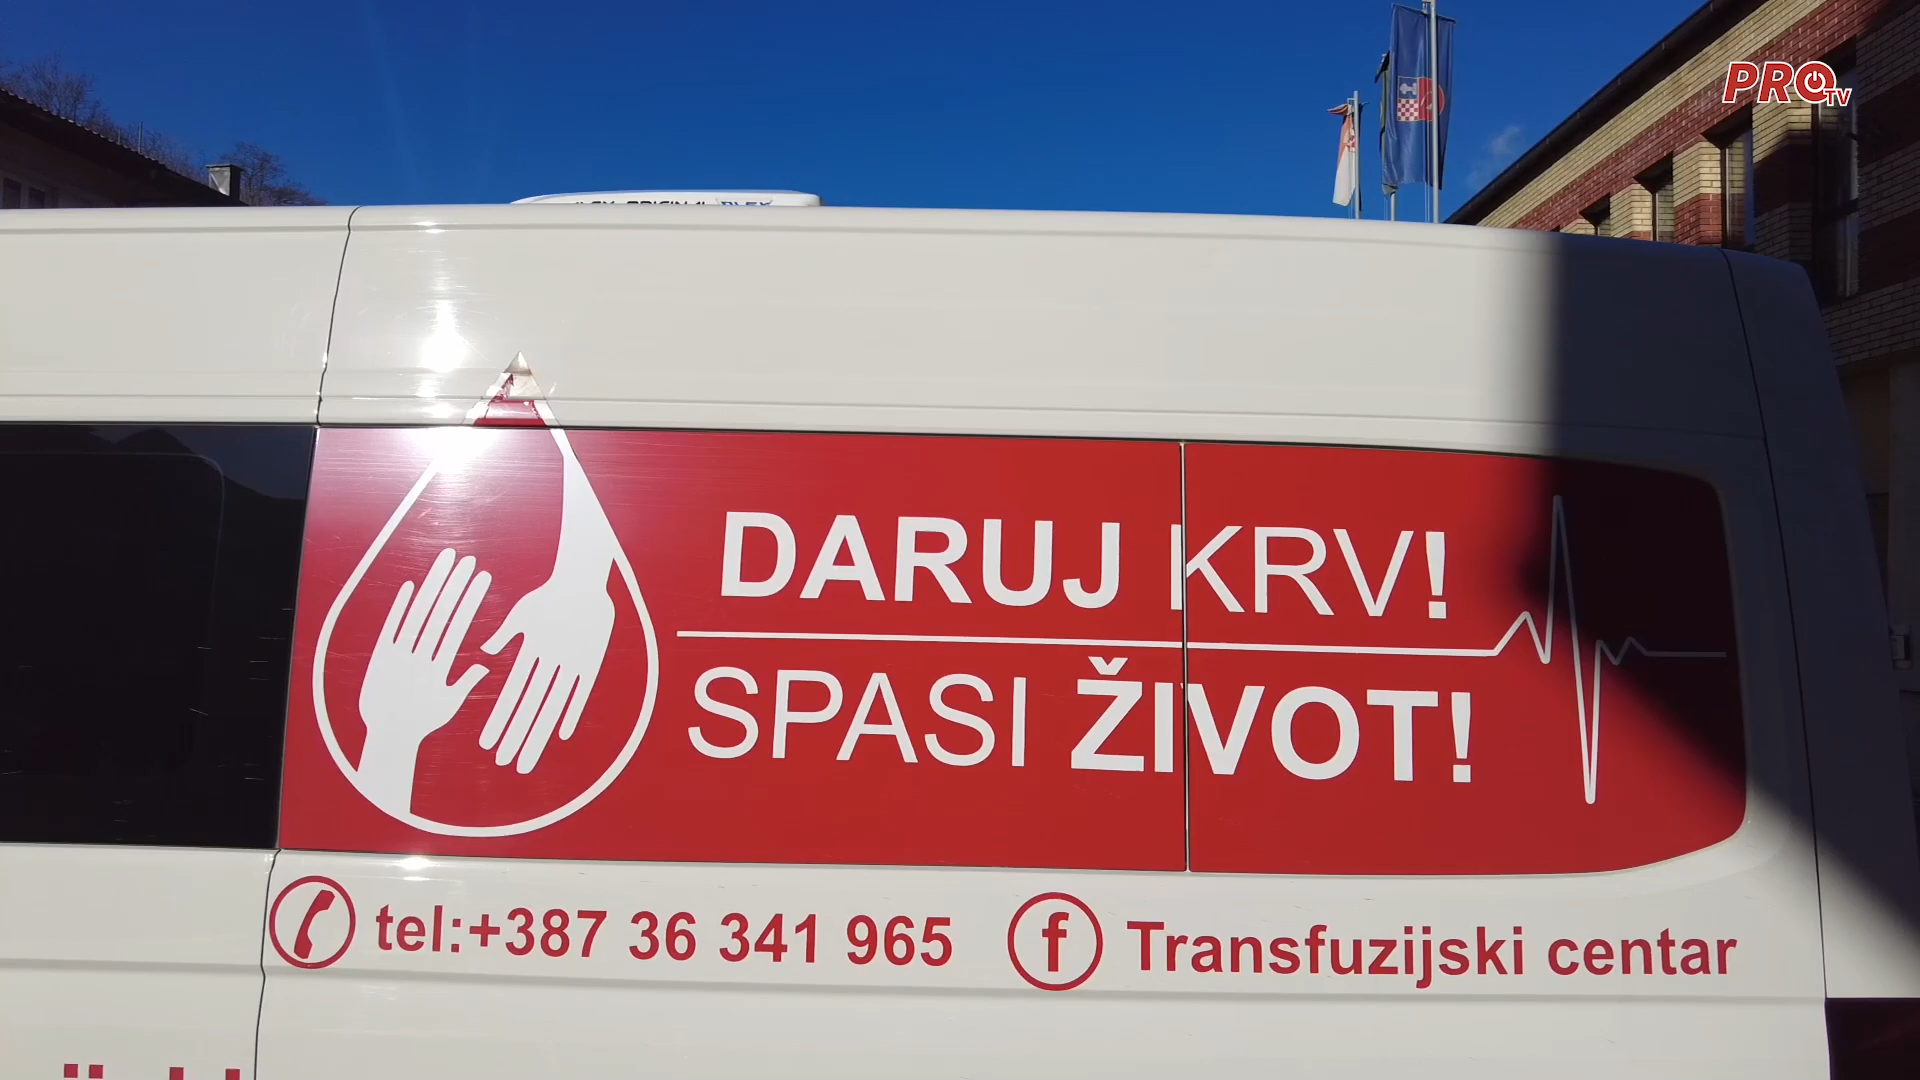 PRO TV
DARUJ KRV!
SPASI ŽIVOT!
tel:+387 36 341 965
f Transfuzijski centar